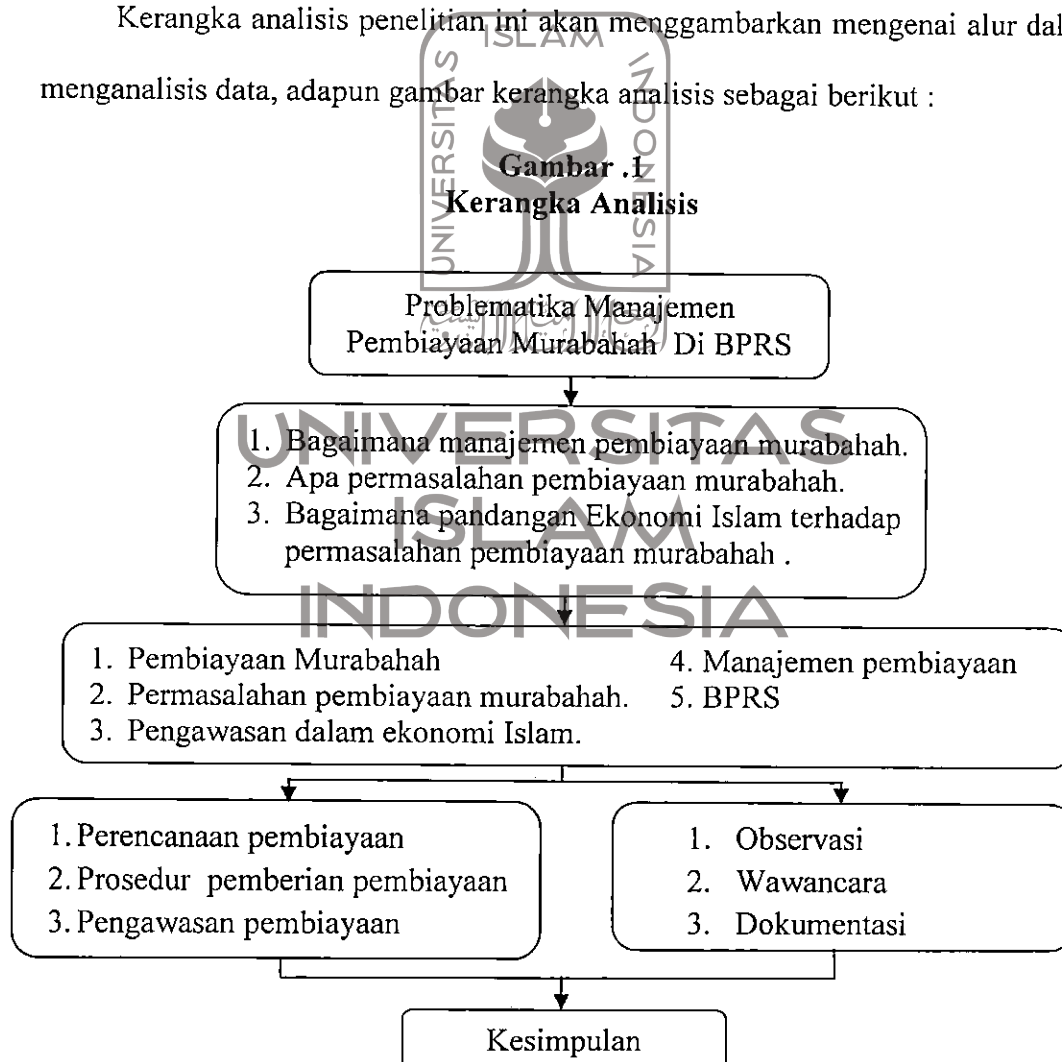 Kerangka analisis penelitian ini akan menggambarkan mengenai alur dal
menganalisis data, adapun gambar kerangka analisis sebagai berikut :
Gambar .1
Kerangka Analisis
UNIVERSITAS
ISLAM
INDONESIA
Problematika Manajemen
Pembiayaan Murabahah Di BPRS
UNIVERSITAS
ISLAM
INDONESIA
1. Bagaimana manajemen pembiayaan murabahah.
2. Apa permasalahan pembiayaan murabahah.
3. Bagaimana pandangan Ekonomi Islam terhadap
permasalahan pembiayaan murabahah .
1. Pembiayaan Murabahah
2. Permasalahan pembiayaan murabahah.
3. Pengawasan dalam ekonomi Islam.
4. Manajemen pembiayaan
5. BPRS
1. Perencanaan pembiayaan
2. Prosedur pemberian pembiayaan
3. Pengawasan pembiayaan
1. Observasi
2. Wawancara
3. Dokumentasi
Kesimpulan